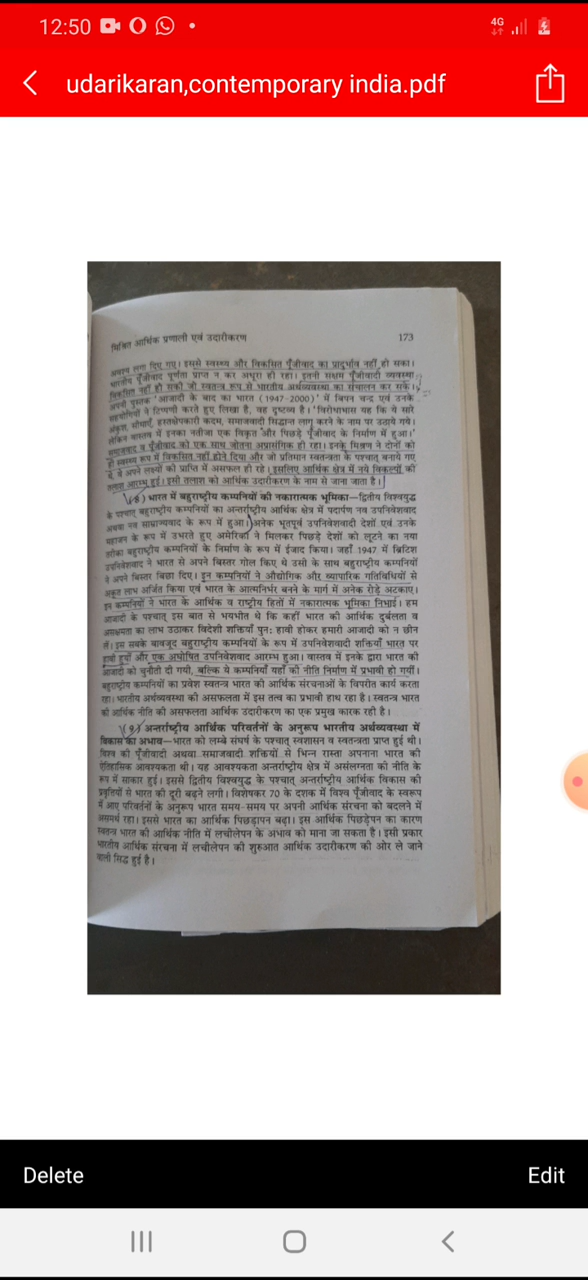 12:50
4G
udarikaran,contemporary india.pdf
मिश्रित आर्थिक प्रणाली एवं उदारीकरण 173
अवश्य लगा दिए गए। इससे स्वस्थ्य और विकसित पूँजीवाद का प्रादुर्भाव नहीं हो सका।
भारतीय पूँजीवाद पूर्णता प्राप्त न कर अधूरा ही रहा। इतनी सक्षम पूँजीवादी व्यवस्था
विकसित नहीं हो सकी जो स्वतन्त्र रूप से भारतीय अर्थव्यवस्था का संचालन कर सके।
अपनी पुस्तक 'आजादी के बाद का भारत (1947-2000)' में बिपन चन्द्र एवं उनके
सहयोगियों ने टिप्पणी करते हुए लिखा है, वह दृष्टव्य है। 'विरोधाभास यह कि ये सारे
अंकुश, सीमाएँ, हस्तक्षेपकारी कदम, समाजवादी सिद्धान्त लागू करने के नाम पर उठाये गये।
लेकिन वास्तव में इनका नतीजा एक विकृत और पिछड़े पूँजीवाद के निर्माण में हुआ।'
समाजवाद व पूँजीवाद को एक साथ जोतना अप्रासंगिक ही रहा। इनके मिश्रण ने दोनों को
ही स्वस्थ्य रूप में विकसित नहीं होने दिया और जो प्रतिमान स्वतन्त्रता के पश्चात् बनाये गए
थे, वे अपने लक्ष्यों की प्राप्ति में असफल ही रहे। इसलिए आर्थिक क्षेत्र में नये विकल्पों की
तलाश आरम्भ हुई। इसी तलाश को आर्थिक उदारीकरण के नाम से जाना जाता है।
(8) भारत में बहुराष्ट्रीय कम्पनियों की नकारात्मक भूमिका–द्वितीय विश्वयुद्ध
के पश्चात् बहुराष्ट्रीय कम्पनियों का अन्तर्राष्ट्रीय आर्थिक क्षेत्र में पदार्पण नव उपनिवेशवाद
अथवा नव साम्राज्यवाद के रूप में हुआ। अनेक भूतपूर्व उपनिवेशवादी देशों एवं उनके
महाजन के रूप में उभरते हुए अमेरिका ने मिलकर पिछड़े देशों को लूटने का नया
तरीका बहुराष्ट्रीय कम्पनियों के निर्माण के रूप में ईजाद किया। जहाँ 1947 में ब्रिटिश
उपनिवेशवाद ने भारत से अपने बिस्तर गोल किए थे उसी के साथ बहुराष्ट्रीय कम्पनियों
ने अपने बिस्तर बिछा दिए। इन कम्पनियों ने औद्योगिक और व्यापारिक गतिविधियों से
अकूत लाभ अर्जित किया एवं भारत के आत्मनिर्भर बनने के मार्ग में अनेक रोड़े अटकाए।
इन कम्पनियों ने भारत के आर्थिक व राष्ट्रीय हितों में नकारात्मक भूमिका निभाई। हम
आजादी के पश्चात् इस बात से भयभीत थे कि कहीं भारत की आर्थिक दुर्बलता व
असक्षमता का लाभ उठाकर विदेशी शक्तियाँ पुनः हावी होकर हमारी आजादी को न छीन
लें। इस सबके बावजूद बहुराष्ट्रीय कम्पनियों के रूप में उपनिवेशवादी शक्तियाँ भारत पर
हावी हुयीं और एक अघोषित उपनिवेशवाद आरम्भ हुआ। वास्तव में इनके द्वारा भारत की
आजादी को चुनौती दी गयी, बल्कि ये कम्पनियाँ यहाँ की नीति निर्माण में प्रभावी हो गयीं।
बहुराष्ट्रीय कम्पनियों का प्रवेश स्वतन्त्र भारत की आर्थिक संरचनाओं के विपरीत कार्य करता
रहा। भारतीय अर्थव्यवस्था की असफलता में इस तत्व का प्रभावी हाथ रहा है। स्वतन्त्र भारत
की आर्थिक नीति की असफलता आर्थिक उदारीकरण का एक प्रमुख कारक रही है।
(9) अन्तर्राष्ट्रीय आर्थिक परिवर्तनों के अनुरूप भारतीय अर्थव्यवस्था में
विकास का अभाव–भारत को लम्बे संघर्ष के पश्चात् स्वशासन व स्वतन्त्रता प्राप्त हुई थी।
विश्व की पूँजीवादी अथवा समाजवादी शक्तियों से भिन्न रास्ता अपनाना भारत की
ऐतिहासिक आवश्यकता थी। यह आवश्यकता अन्तर्राष्ट्रीय क्षेत्र में असंलग्नता की नीति के
रूप में साकार हुई। इससे द्वितीय विश्वयुद्ध के पश्चात् अन्तर्राष्ट्रीय आर्थिक विकास की
प्रवृत्तियों से भारत की दूरी बढ़ने लगी। विशेषकर 70 के दशक में विश्व पूँजीवाद के स्वरूप
में आए परिवर्तनों के अनुरूप भारत समय-समय पर अपनी आर्थिक संरचना को बदलने में
असमर्थ रहा। इससे भारत का आर्थिक पिछड़ापन बढ़ा। इस आर्थिक पिछड़ेपन का कारण
स्वतन्त्र भारत की आर्थिक नीति में लचीलेपन के अभाव को माना जा सकता है। इसी प्रकार
भारतीय आर्थिक संरचना में लचीलेपन की शुरुआत आर्थिक उदारीकरण की ओर ले जाने
वाली सिद्ध हुई है।
Delete Edit